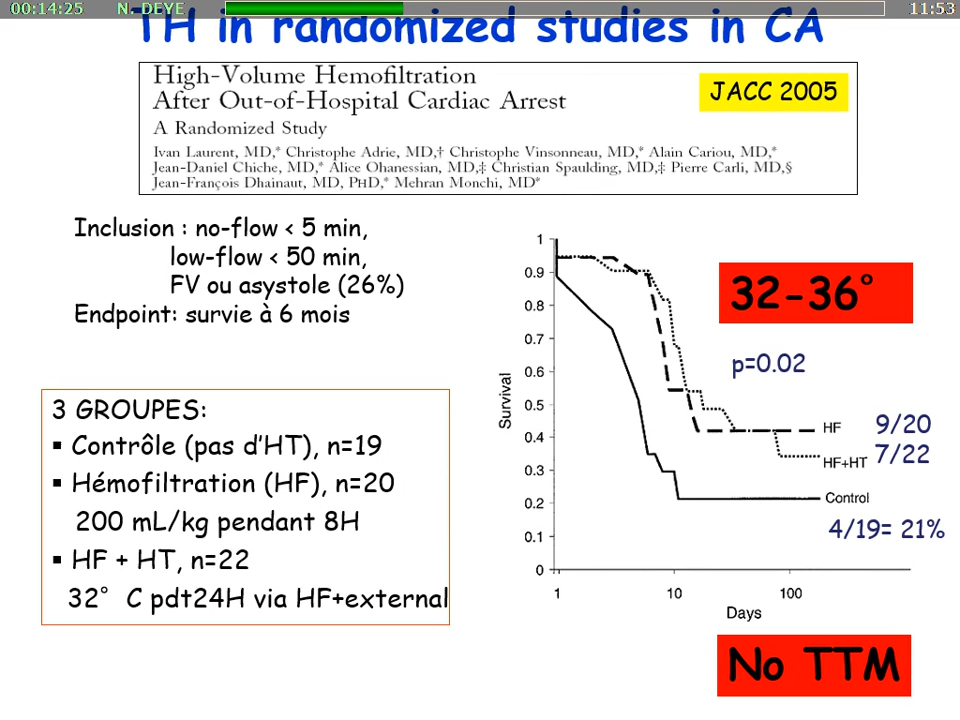 00:14:25 N. DEYE 11:53
TH in randomized studies in CA
High-Volume Hemofiltration
After Out-of-Hospital Cardiac Arrest
JACC 2005
A Randomized Study
Ivan Laurent, MD,* Christophe Adrie, MD,† Christophe Vinsonneau, MD,* Alain Cariou, MD,*
Jean-Daniel Chiche, MD,* Alice Ohanessian, MD,‡ Christian Spaulding, MD,‡ Pierre Carli, MD,§
Jean-François Dhainaut, MD, PHD,* Mehran Monchi, MD*
Inclusion : no-flow < 5 min,
low-flow < 50 min,
FV ou asystole (26%)
Endpoint: survie à 6 mois
3 GROUPES:
▪ Contrôle (pas d'HT), n=19
▪ Hémofiltration (HF), n=20
200 mL/kg pendant 8H
▪ HF + HT, n=22
32° C pdt24H via HF+external
Survival
1
0.9
0.8
0.7
0.6
0.5
0.4
0.3
0.2
0.1
0
1 10 100
Days
HF
HF+HT
Control
32-36°
p=0.02
9/20
7/22
4/19= 21%
No TTM